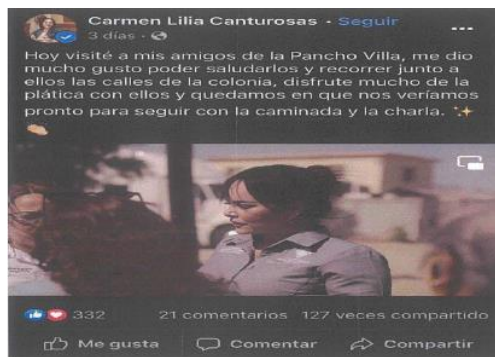 Carmen Lilia Canturosas · Seguir
3 días ·
Hoy visité a mis amigos de la Pancho Villa, me dio
mucho gusto poder saludarlos y recorrer junto a
ellos las calles de la colonia, disfrute mucho de la
plática con ellos y quedamos en que nos veríamos
pronto para seguir con la caminada y la charla.
332 21 comentarios 127 veces compartido
Me gusta Comentar Compartir